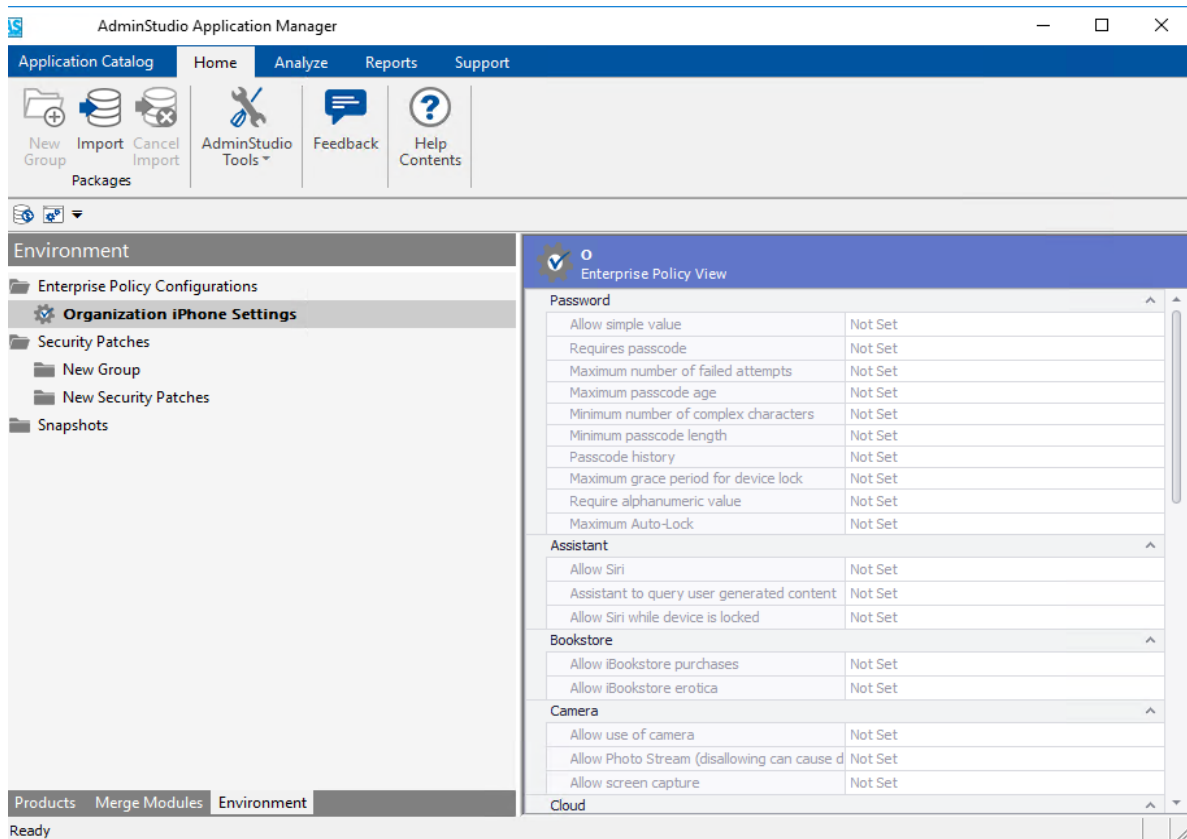 AdminStudio Application Manager
Application Catalog Home Analyze Reports Support
New Group Import Cancel Import AdminStudio Tools Feedback Help Contents
Packages
Environment
Enterprise Policy Configurations
Organization iPhone Settings
Security Patches
New Group
New Security Patches
Snapshots
O
Enterprise Policy View
Password
Allow simple value Not Set
Requires passcode Not Set
Maximum number of failed attempts Not Set
Maximum passcode age Not Set
Minimum number of complex characters Not Set
Minimum passcode length Not Set
Passcode history Not Set
Maximum grace period for device lock Not Set
Require alphanumeric value Not Set
Maximum Auto-Lock Not Set
Assistant
Allow Siri Not Set
Assistant to query user generated content Not Set
Allow Siri while device is locked Not Set
Bookstore
Allow iBookstore purchases Not Set
Allow iBookstore erotica Not Set
Camera
Allow use of camera Not Set
Allow Photo Stream (disallowing can cause d Not Set
Allow screen capture Not Set
Cloud
Products Merge Modules Environment
Ready